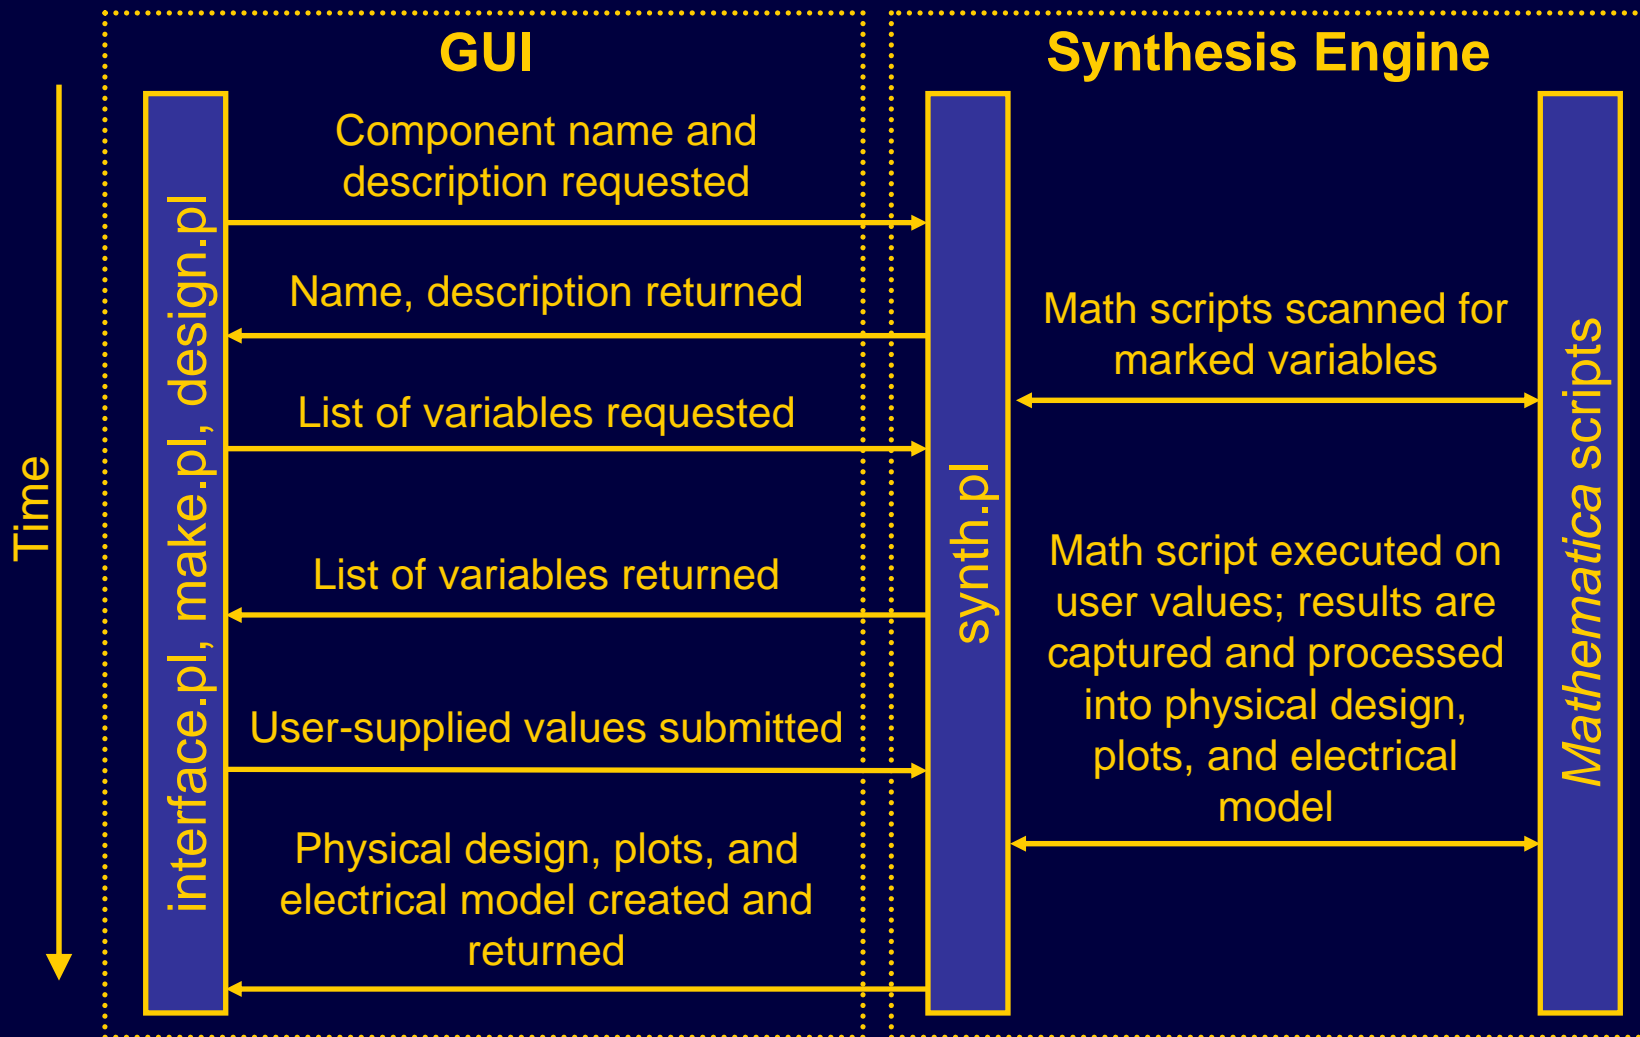 GUI
Synthesis Engine
Time
interface.pl, make.pl, design.pl
Component name and
description requested
Name, description returned
List of variables requested
List of variables returned
User-supplied values submitted
Physical design, plots, and
electrical model created and
returned
synth.pl
Math scripts scanned for
marked variables
Math script executed on
user values; results are
captured and processed
into physical design,
plots, and electrical
model
Mathematica scripts